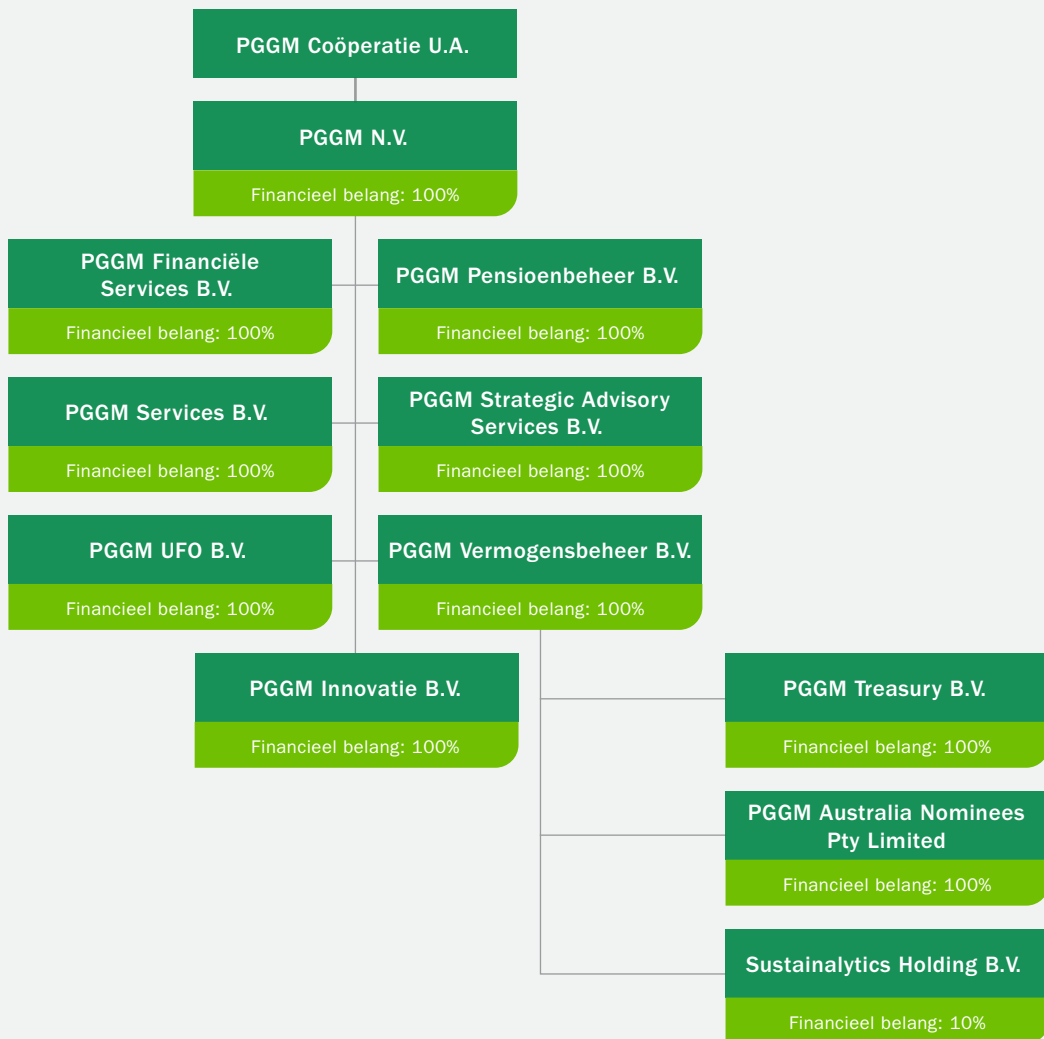 PGGM Coöperatie U.A.
PGGM N.V.
Financieel belang: 100%
PGGM Financiële
Services B.V.
Financieel belang: 100%
PGGM Pensioenbeheer B.V.
Financieel belang: 100%
PGGM Services B.V.
Financieel belang: 100%
PGGM Strategic Advisory
Services B.V.
Financieel belang: 100%
PGGM UFO B.V.
Financieel belang: 100%
PGGM Vermogensbeheer B.V.
Financieel belang: 100%
PGGM Innovatie B.V.
Financieel belang: 100%
PGGM Treasury B.V.
Financieel belang: 100%
PGGM Australia Nominees
Pty Limited
Financieel belang: 100%
Sustainalytics Holding B.V.
Financieel belang: 10%